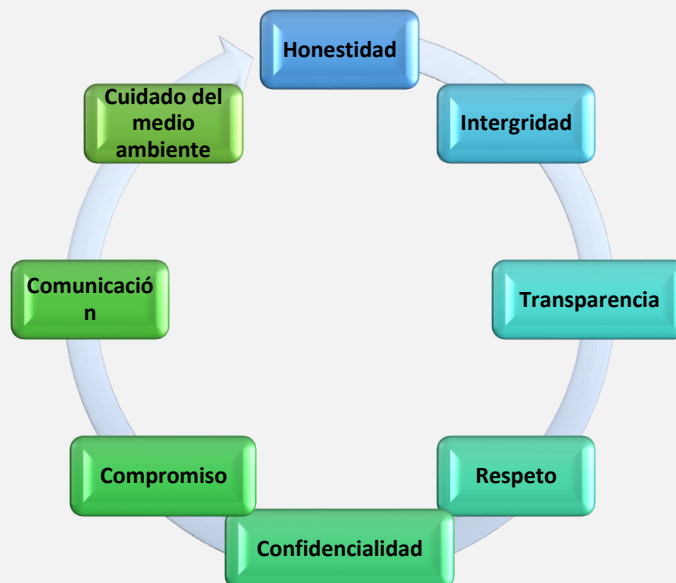 Honestidad
Intergridad
Transparencia
Respeto
Confidencialidad
Compromiso
Comunicació
n
Cuidado del
medio
ambiente